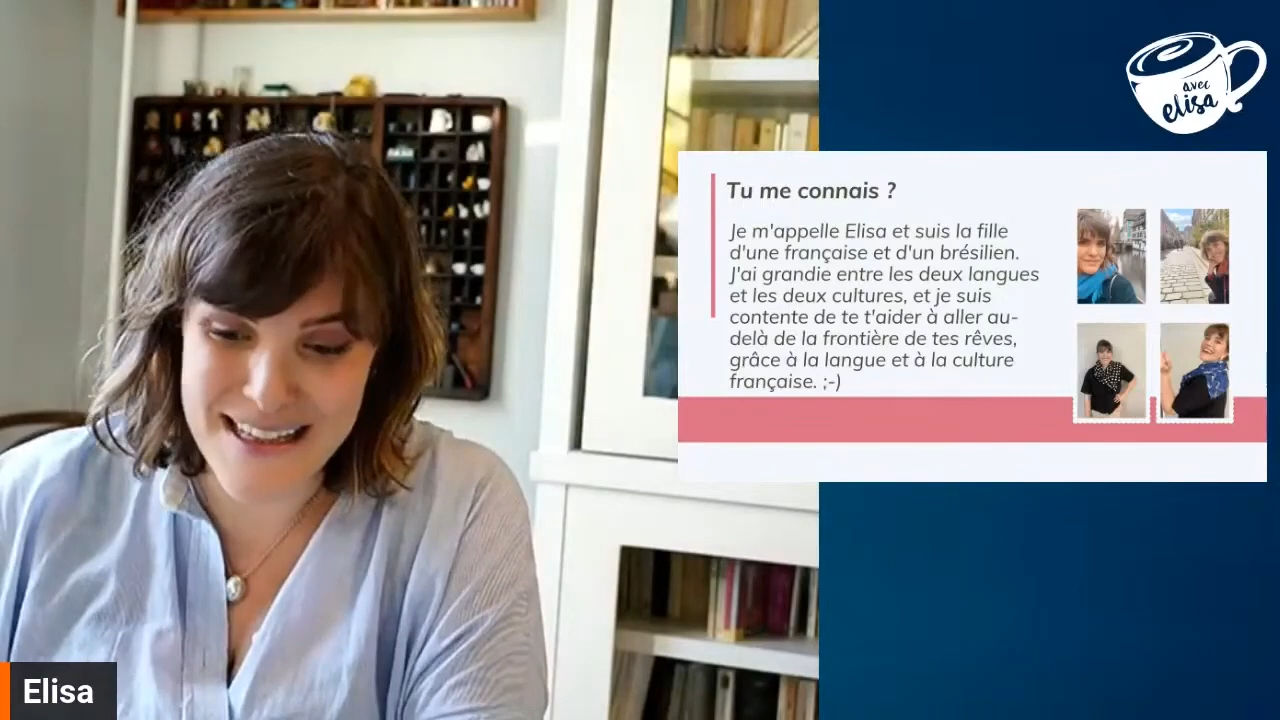 avec
elisa
Tu me connais ?
Je m'appelle Elisa et suis la fille
d'une française et d'un brésilien.
J'ai grandie entre les deux langues
et les deux cultures, et je suis
contente de te t'aider à aller au-
delà de la frontière de tes rêves,
grâce à la langue et à la culture
française. ;-)
Elisa